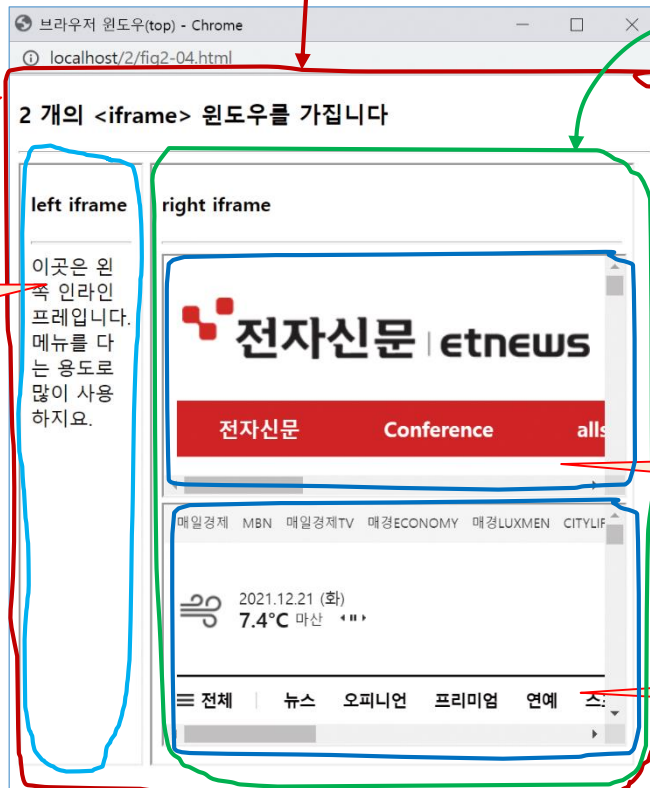 브라우저 윈도우(top) - Chrome
localhost/2/fig2-04.html
2 개의 <iframe> 윈도우를 가집니다
left iframe
이곳은 왼
쪽 인라인
프레입니다.
메뉴를 다
는 용도로
많이 사용
하지요.
right iframe
전자신문 | etnews
전자신문 Conference alls
매일경제 MBN 매일경제TV 매경ECONOMY 매경LUXMEN CITYLIF
2021.12.21 (화)
7.4°C 마산
전체 | 뉴스 오피니언 프리미엄 연예 스